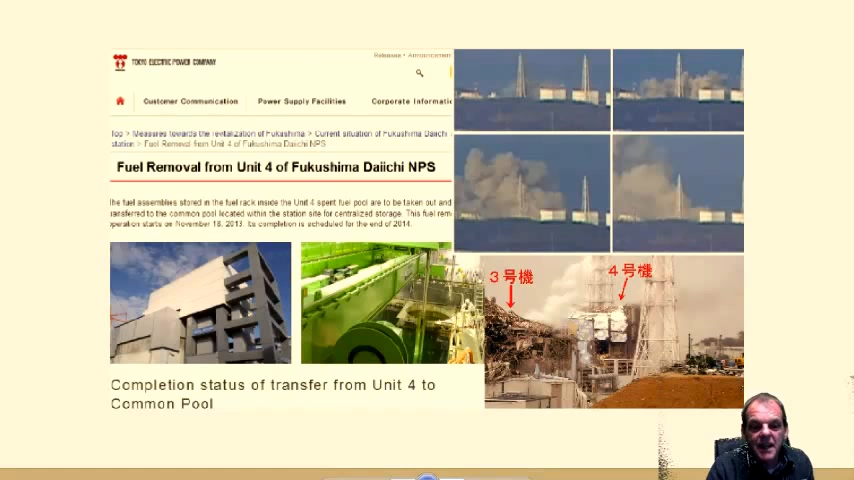 TOKYO ELECTRIC POWER COMPANY
Releases • Announcement
Customer Communication
Power Supply Facilities
Corporate Informatio
Top > Measures towards the revitalization of Fukushima > Current situation of Fukushima Daiichi
station > Fuel Removal from Unit 4 of Fukushima Daiichi NPS
Fuel Removal from Unit 4 of Fukushima Daiichi NPS
The fuel assemblies stored in the fuel rack inside the Unit 4 spent fuel pool are to be taken out and
transferred to the common pool located within the station site for centralized storage. This fuel rem
operation starts on November 18, 2013. Its completion is scheduled for the end of 2014.
3号機
4号機
Completion status of transfer from Unit 4 to
Common Pool